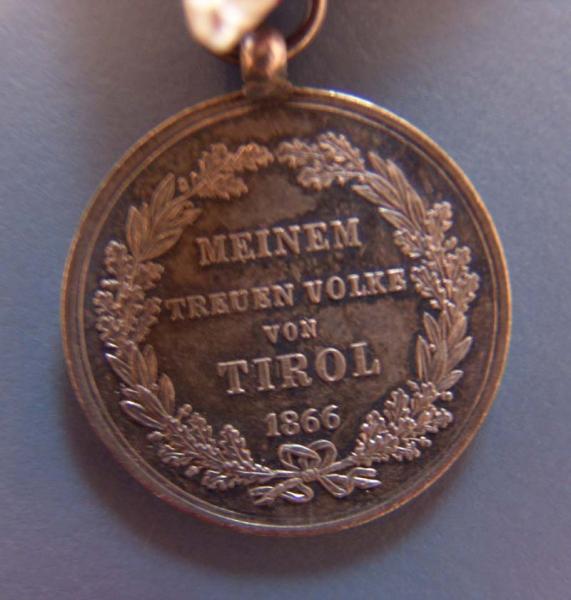 MEINEM
TREUEN VOLKE
VON
TIROL
1866